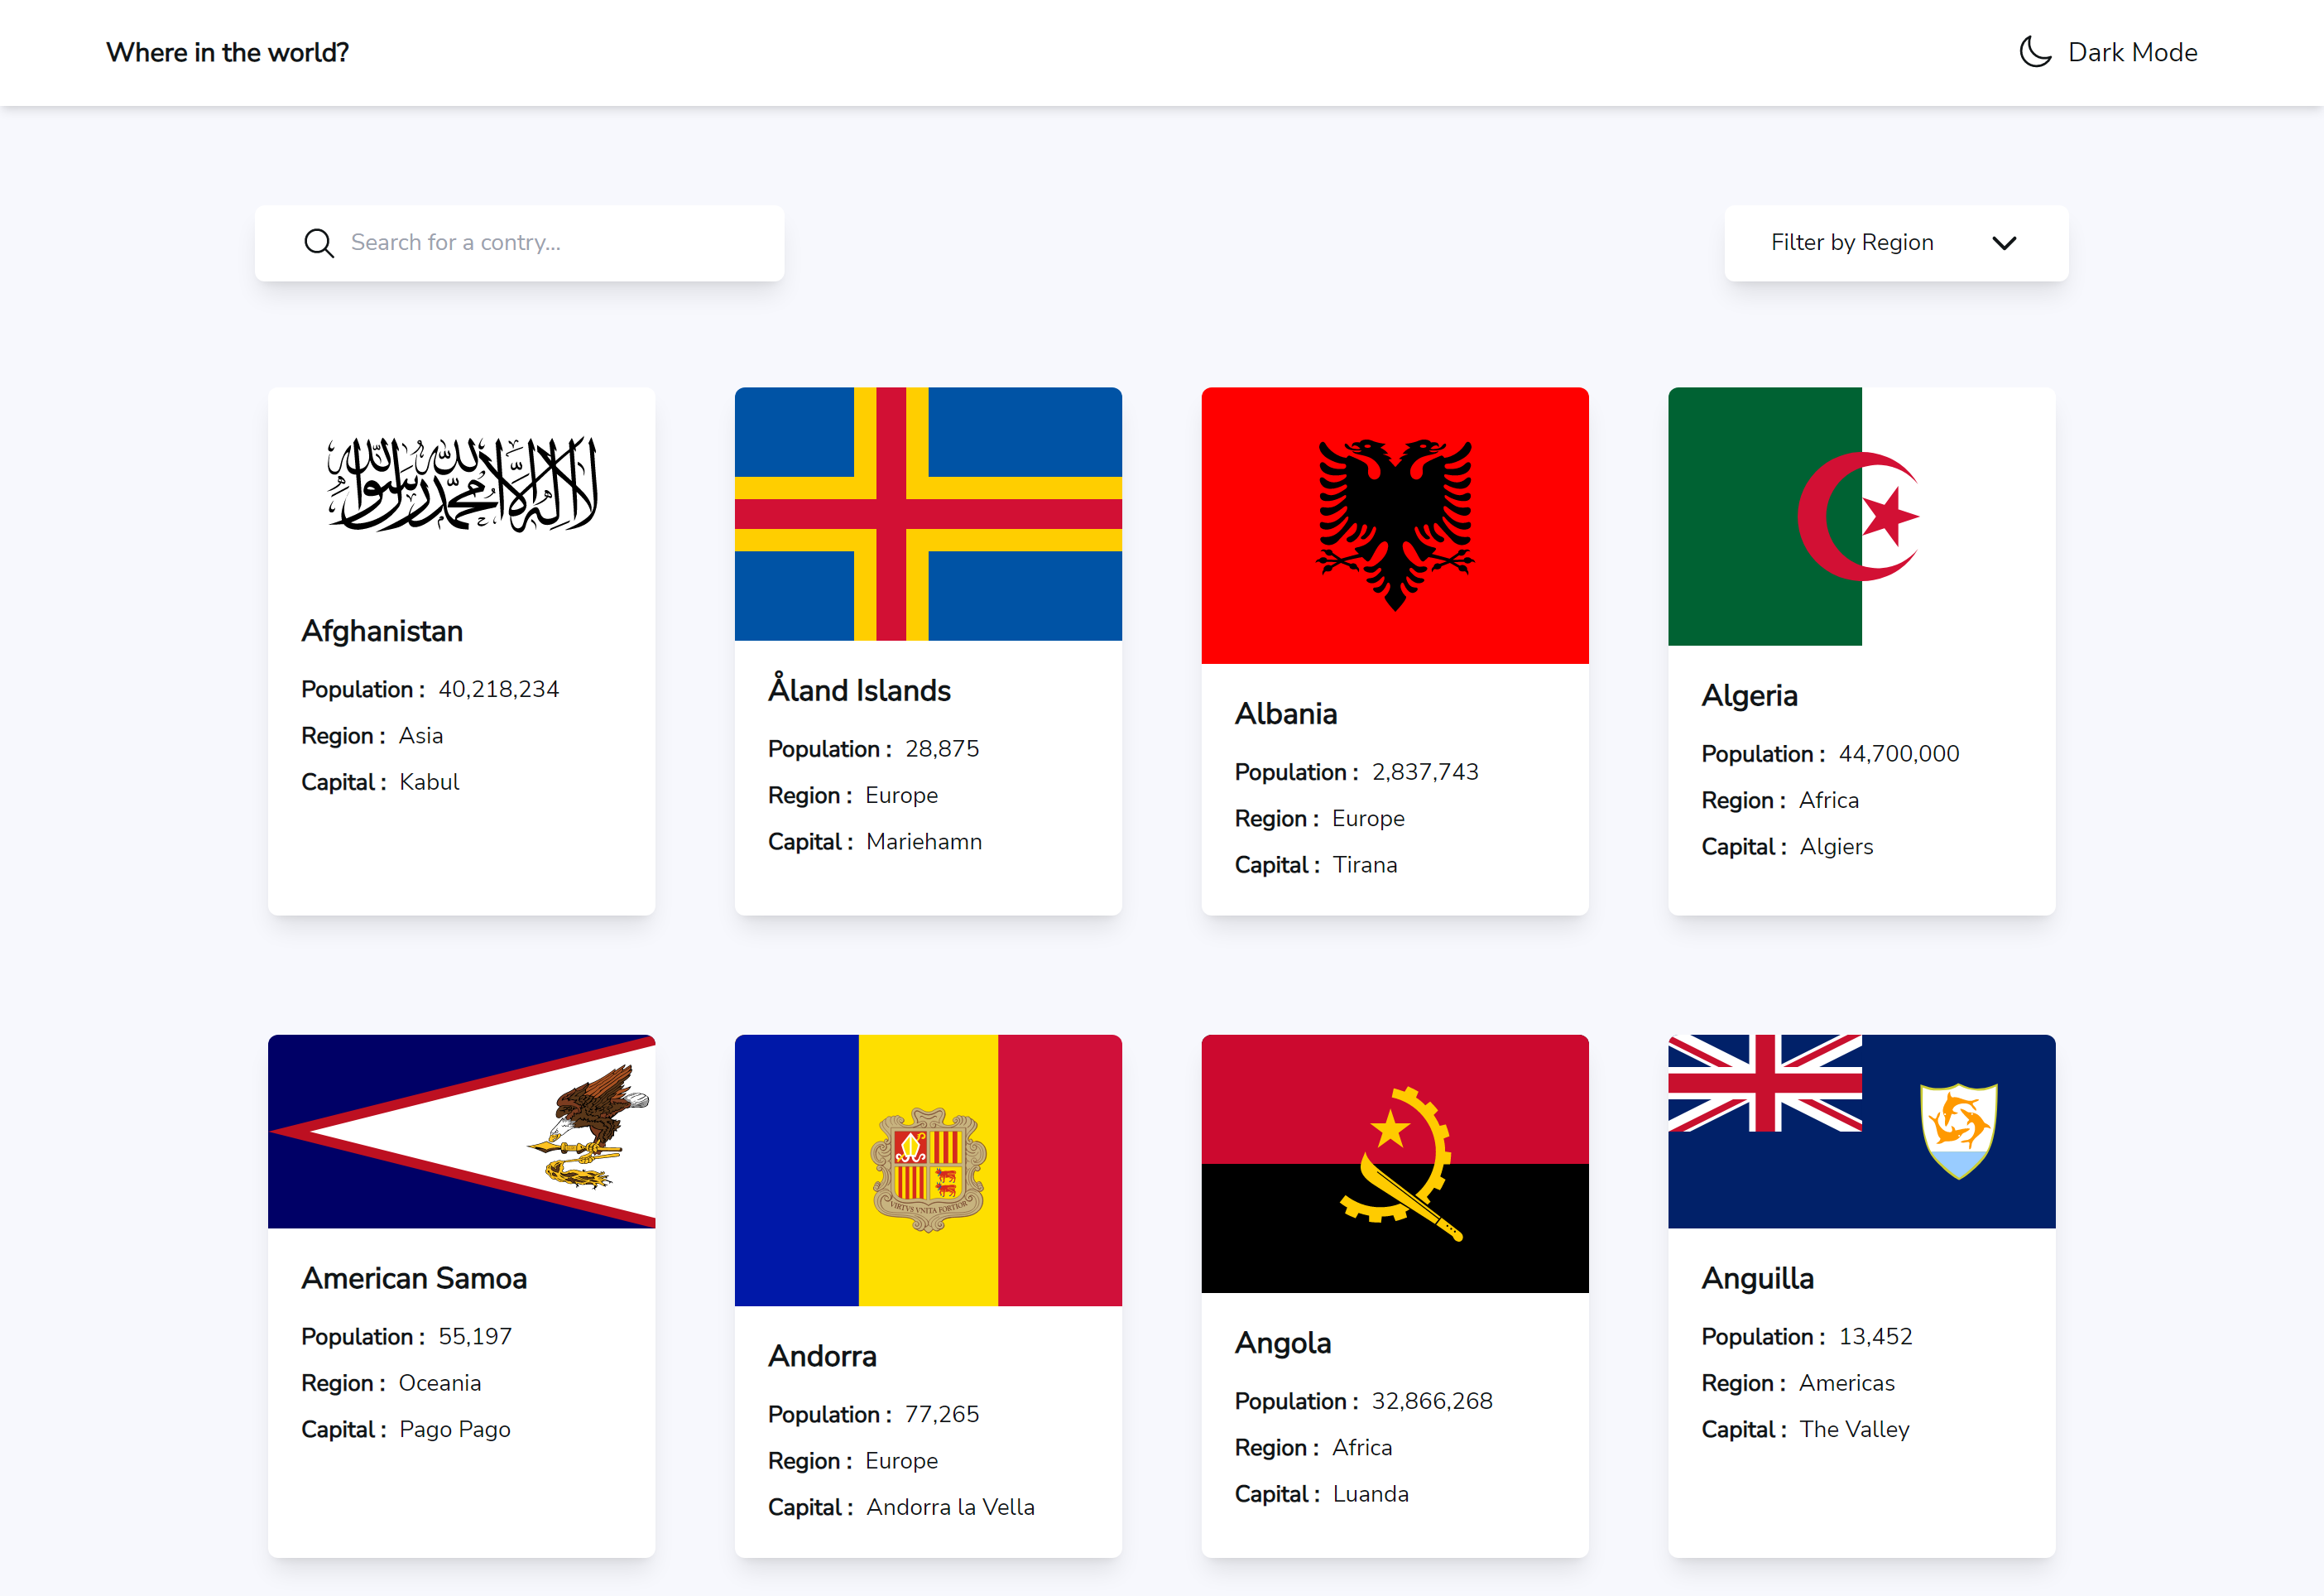 Where in the world?
Dark Mode
Search for a contry...
Filter by Region
لا إله إلا الله محمد رسول الله
Afghanistan
Population : 40,218,234
Region : Asia
Capital : Kabul
Åland Islands
Population : 28,875
Region : Europe
Capital : Mariehamn
Albania
Population : 2,837,743
Region : Europe
Capital : Tirana
Algeria
Population : 44,700,000
Region : Africa
Capital : Algiers
American Samoa
Population : 55,197
Region : Oceania
Capital : Pago Pago
VIRTVS VNITA FORTIOR
Andorra
Population : 77,265
Region : Europe
Capital : Andorra la Vella
Angola
Population : 32,866,268
Region : Africa
Capital : Luanda
Anguilla
Population : 13,452
Region : Americas
Capital : The Valley